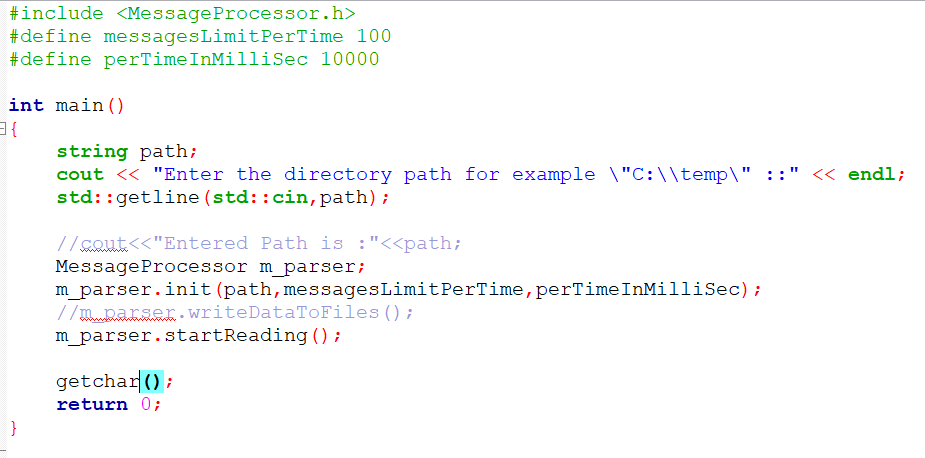 #include <MessageProcessor.h>
#define messagesLimitPerTime 100
#define perTimeInMilliSec 10000
int main()
{
string path;
cout << "Enter the directory path for example \"C:\\temp\" ::" << endl;
std::getline(std::cin,path);
//cout<<"Entered Path is :"<<path;
MessageProcessor m_parser;
m_parser.init(path,messagesLimitPerTime,perTimeInMilliSec);
//m_parser.writeDataToFiles();
m_parser.startReading();
getchar();
return 0;
}